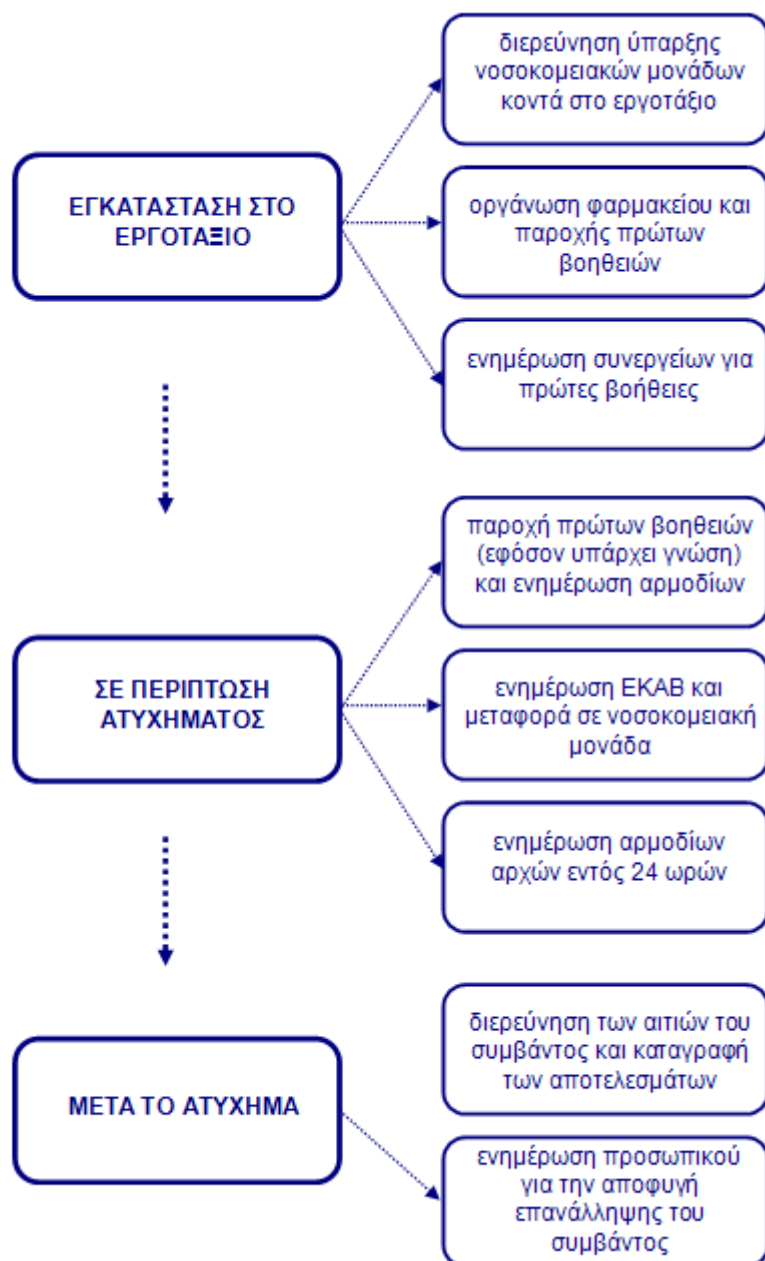 διερεύνηση ύπαρξης
νοσοκομειακών μονάδων
κοντά στο εργοτάξιο
ΕΓΚΑΤΑΣΤΑΣΗ ΣΤΟ
ΕΡΓΟΤΑΞΙΟ
οργάνωση φαρμακείου και
παροχής πρώτων
βοηθειών
ενημέρωση συνεργείων για
πρώτες βοήθειες
παροχή πρώτων βοηθειών
(εφόσον υπάρχει γνώση)
και ενημέρωση αρμοδίων
ΣΕ ΠΕΡΙΠΤΩΣΗ
ΑΤΥΧΗΜΑΤΟΣ
ενημέρωση ΕΚΑΒ και
μεταφορά σε νοσοκομειακή
μονάδα
ενημέρωση αρμοδίων
αρχών εντός 24 ωρών
διερεύνηση των αιτιών του
συμβάντος και καταγραφή
των αποτελεσμάτων
ΜΕΤΑ ΤΟ ΑΤΥΧΗΜΑ
ενημέρωση προσωπικού
για την αποφυγή
επανάλληψης του
συμβάντος